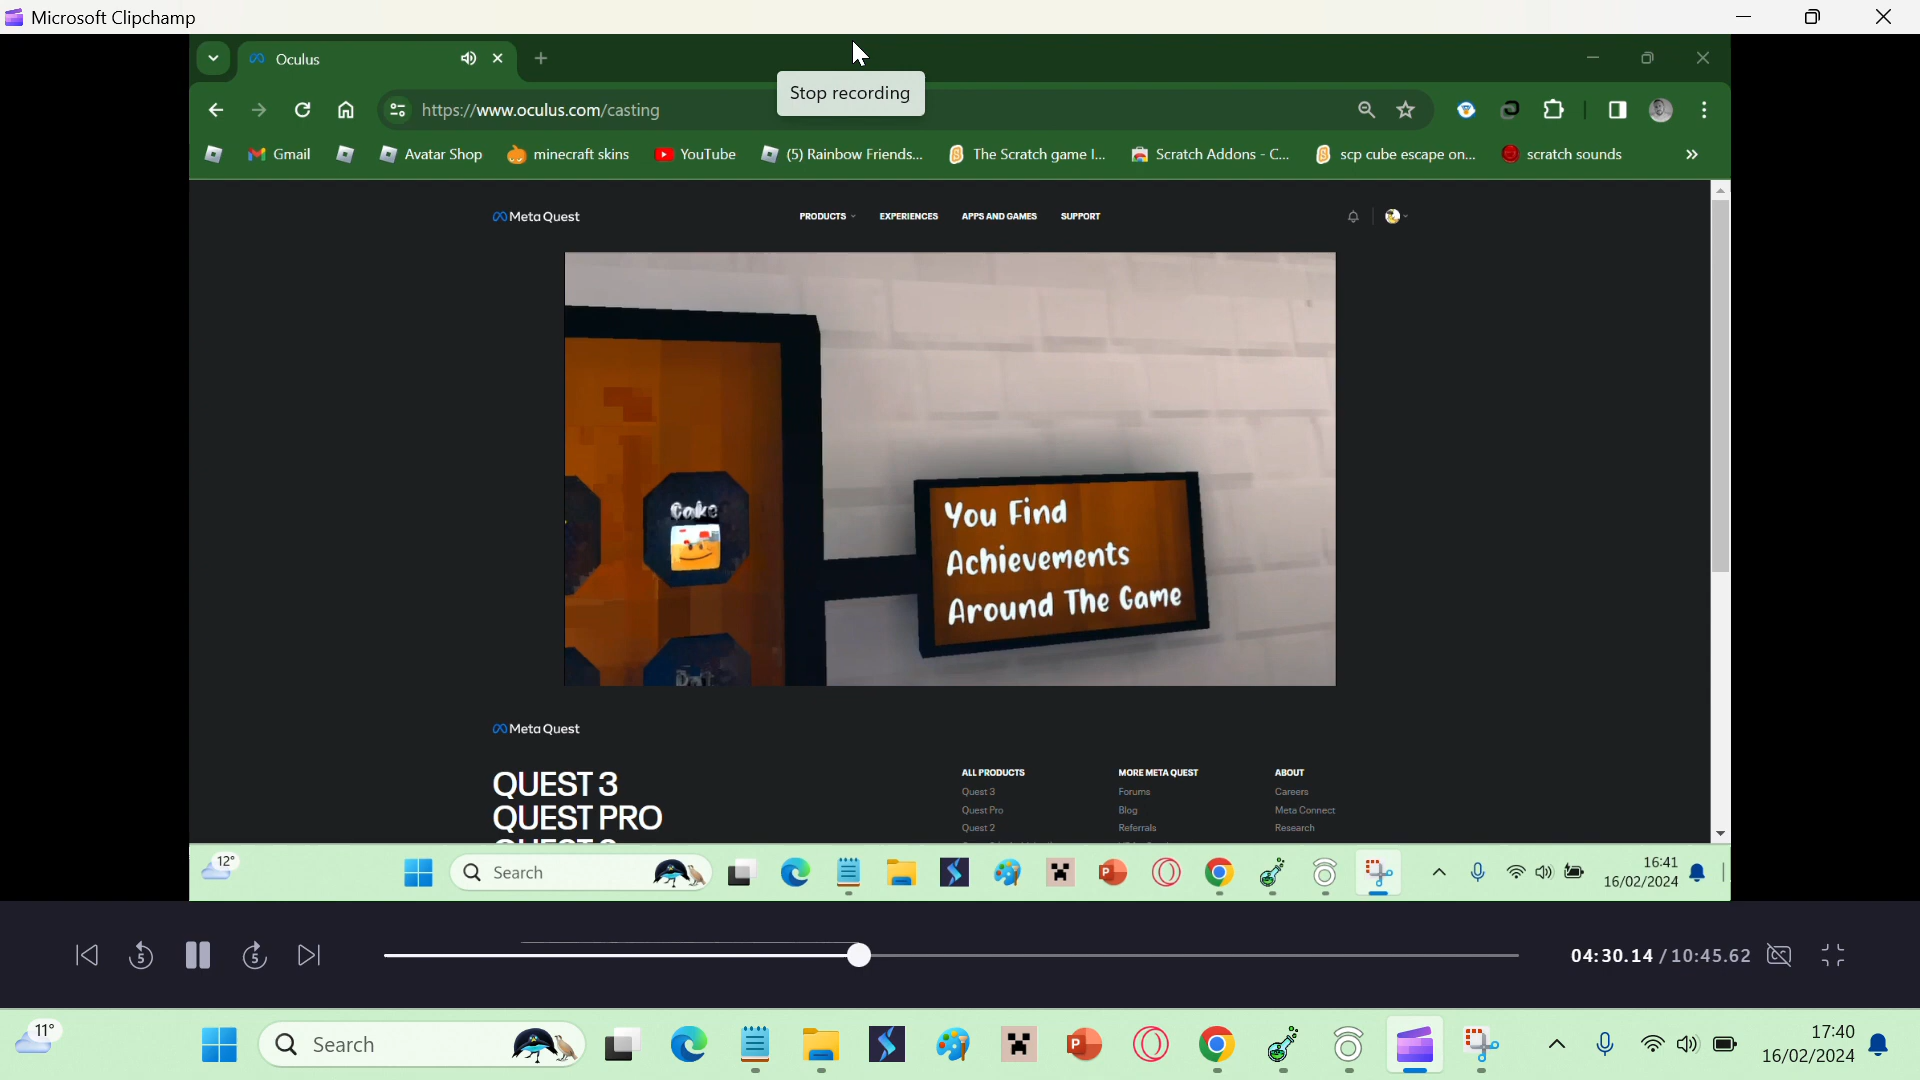 Microsoft Clipchamp
Oculus
Stop recording
https://www.oculus.com/casting
Gmail
Avatar Shop
minecraft skins
YouTube
(5) Rainbow Friends...
The Scratch game I...
Scratch Addons - C...
scp cube escape on...
scratch sounds
Meta Quest
PRODUCTS
EXPERIENCES
APPS AND GAMES
SUPPORT
Cake
You Find
Achievements
Around The Game
Meta Quest
QUEST 3
QUEST PRO
ALL PRODUCTS
Quest 3
Quest Pro
Quest 2
MORE META QUEST
Forums
Blog
Referrals
ABOUT
Careers
Meta Connect
Research
12°
Search
16:41
16/02/2024
5
5
04:30.14 / 10:45.62
11°
Search
17:40
16/02/2024